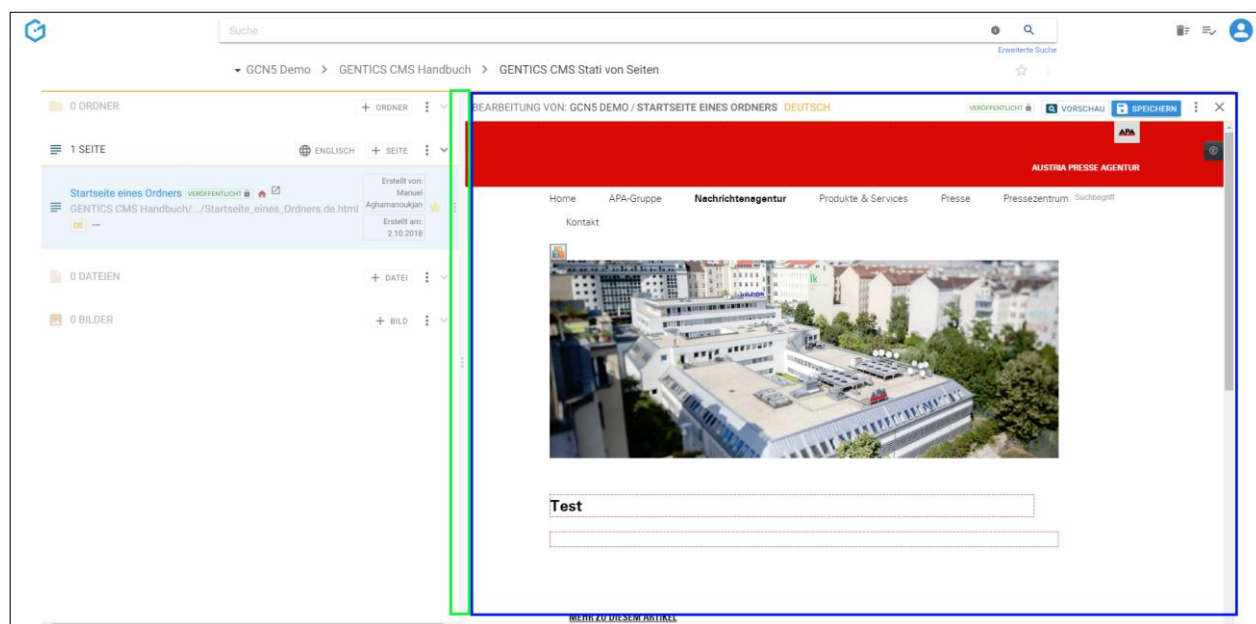 Suche
Erweiterte Suche
GCN5 Demo > GENTICS CMS Handbuch > GENTICS CMS Stati von Seiten
0 ORDNER + ORDNER
1 SEITE ENGLISCH + SEITE
Startseite eines Ordners VERÖFFENTLICHT
GENTICS CMS Handbuch/.../Startseite_eines_Ordners.de.html
DE
Erstellt von:
Manuel
Aghamanoukjan
Erstellt am:
2.10.2018
0 DATEIEN + DATEI
0 BILDER + BILD
BEARBEITUNG VON: GCN5 DEMO / STARTSEITE EINES ORDNERS DEUTSCH VERÖFFENTLICHT VORSCHAU SPEICHERN
APA
AUSTRIA PRESSE AGENTUR
Home APA-Gruppe Nachrichtenagentur Produkte & Services Presse Pressezentrum Suchbegriff
Kontakt
Test
MEHR ZU DIESEM ARTIKEL